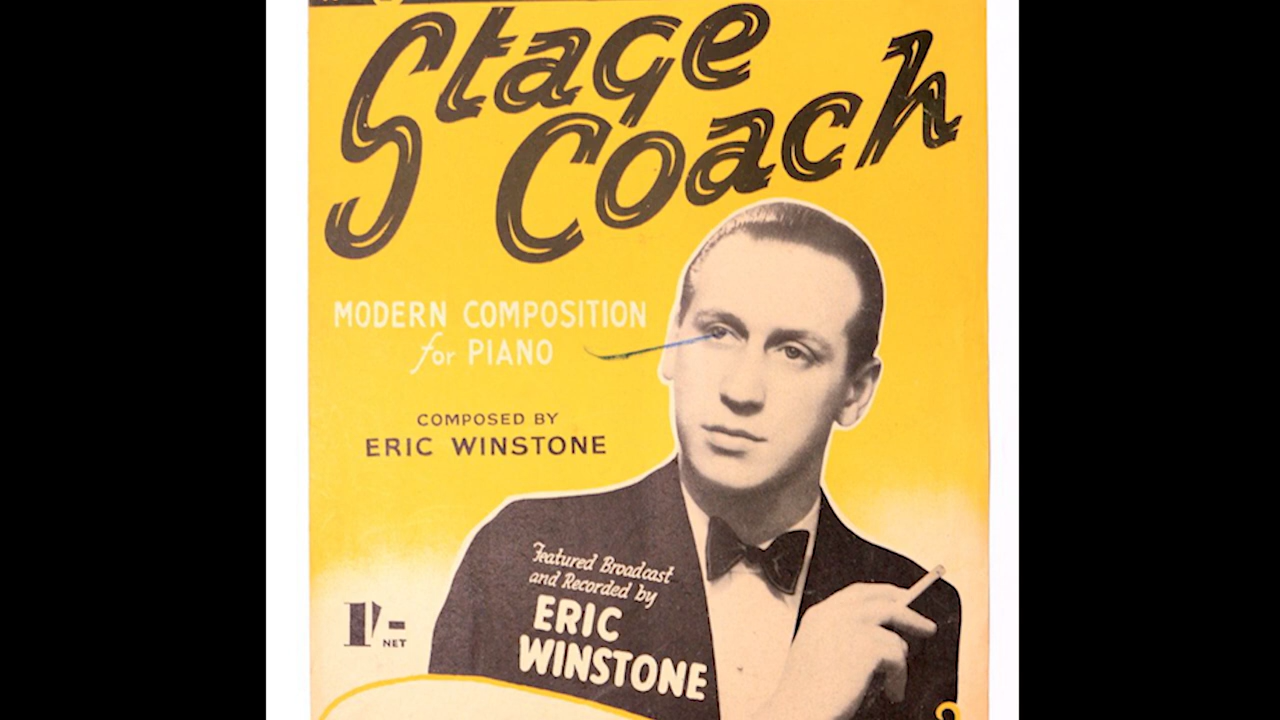 Stage
Coach
MODERN COMPOSITION
for PIANO
COMPOSED BY
ERIC WINSTONE
Featured Broadcast
and Recorded by
ERIC
WINSTONE
1/-
NET